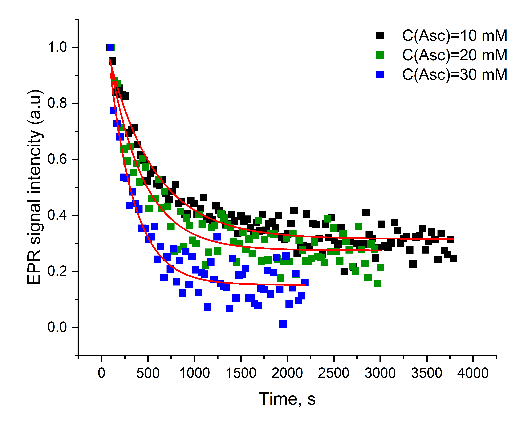 C(Asc)=10 mM
C(Asc)=20 mM
C(Asc)=30 mM
EPR signal intencity (a.u)
1.0
0.8
0.6
0.4
0.2
0.0
0 500 1000 1500 2000 2500 3000 3500 4000
Time, s